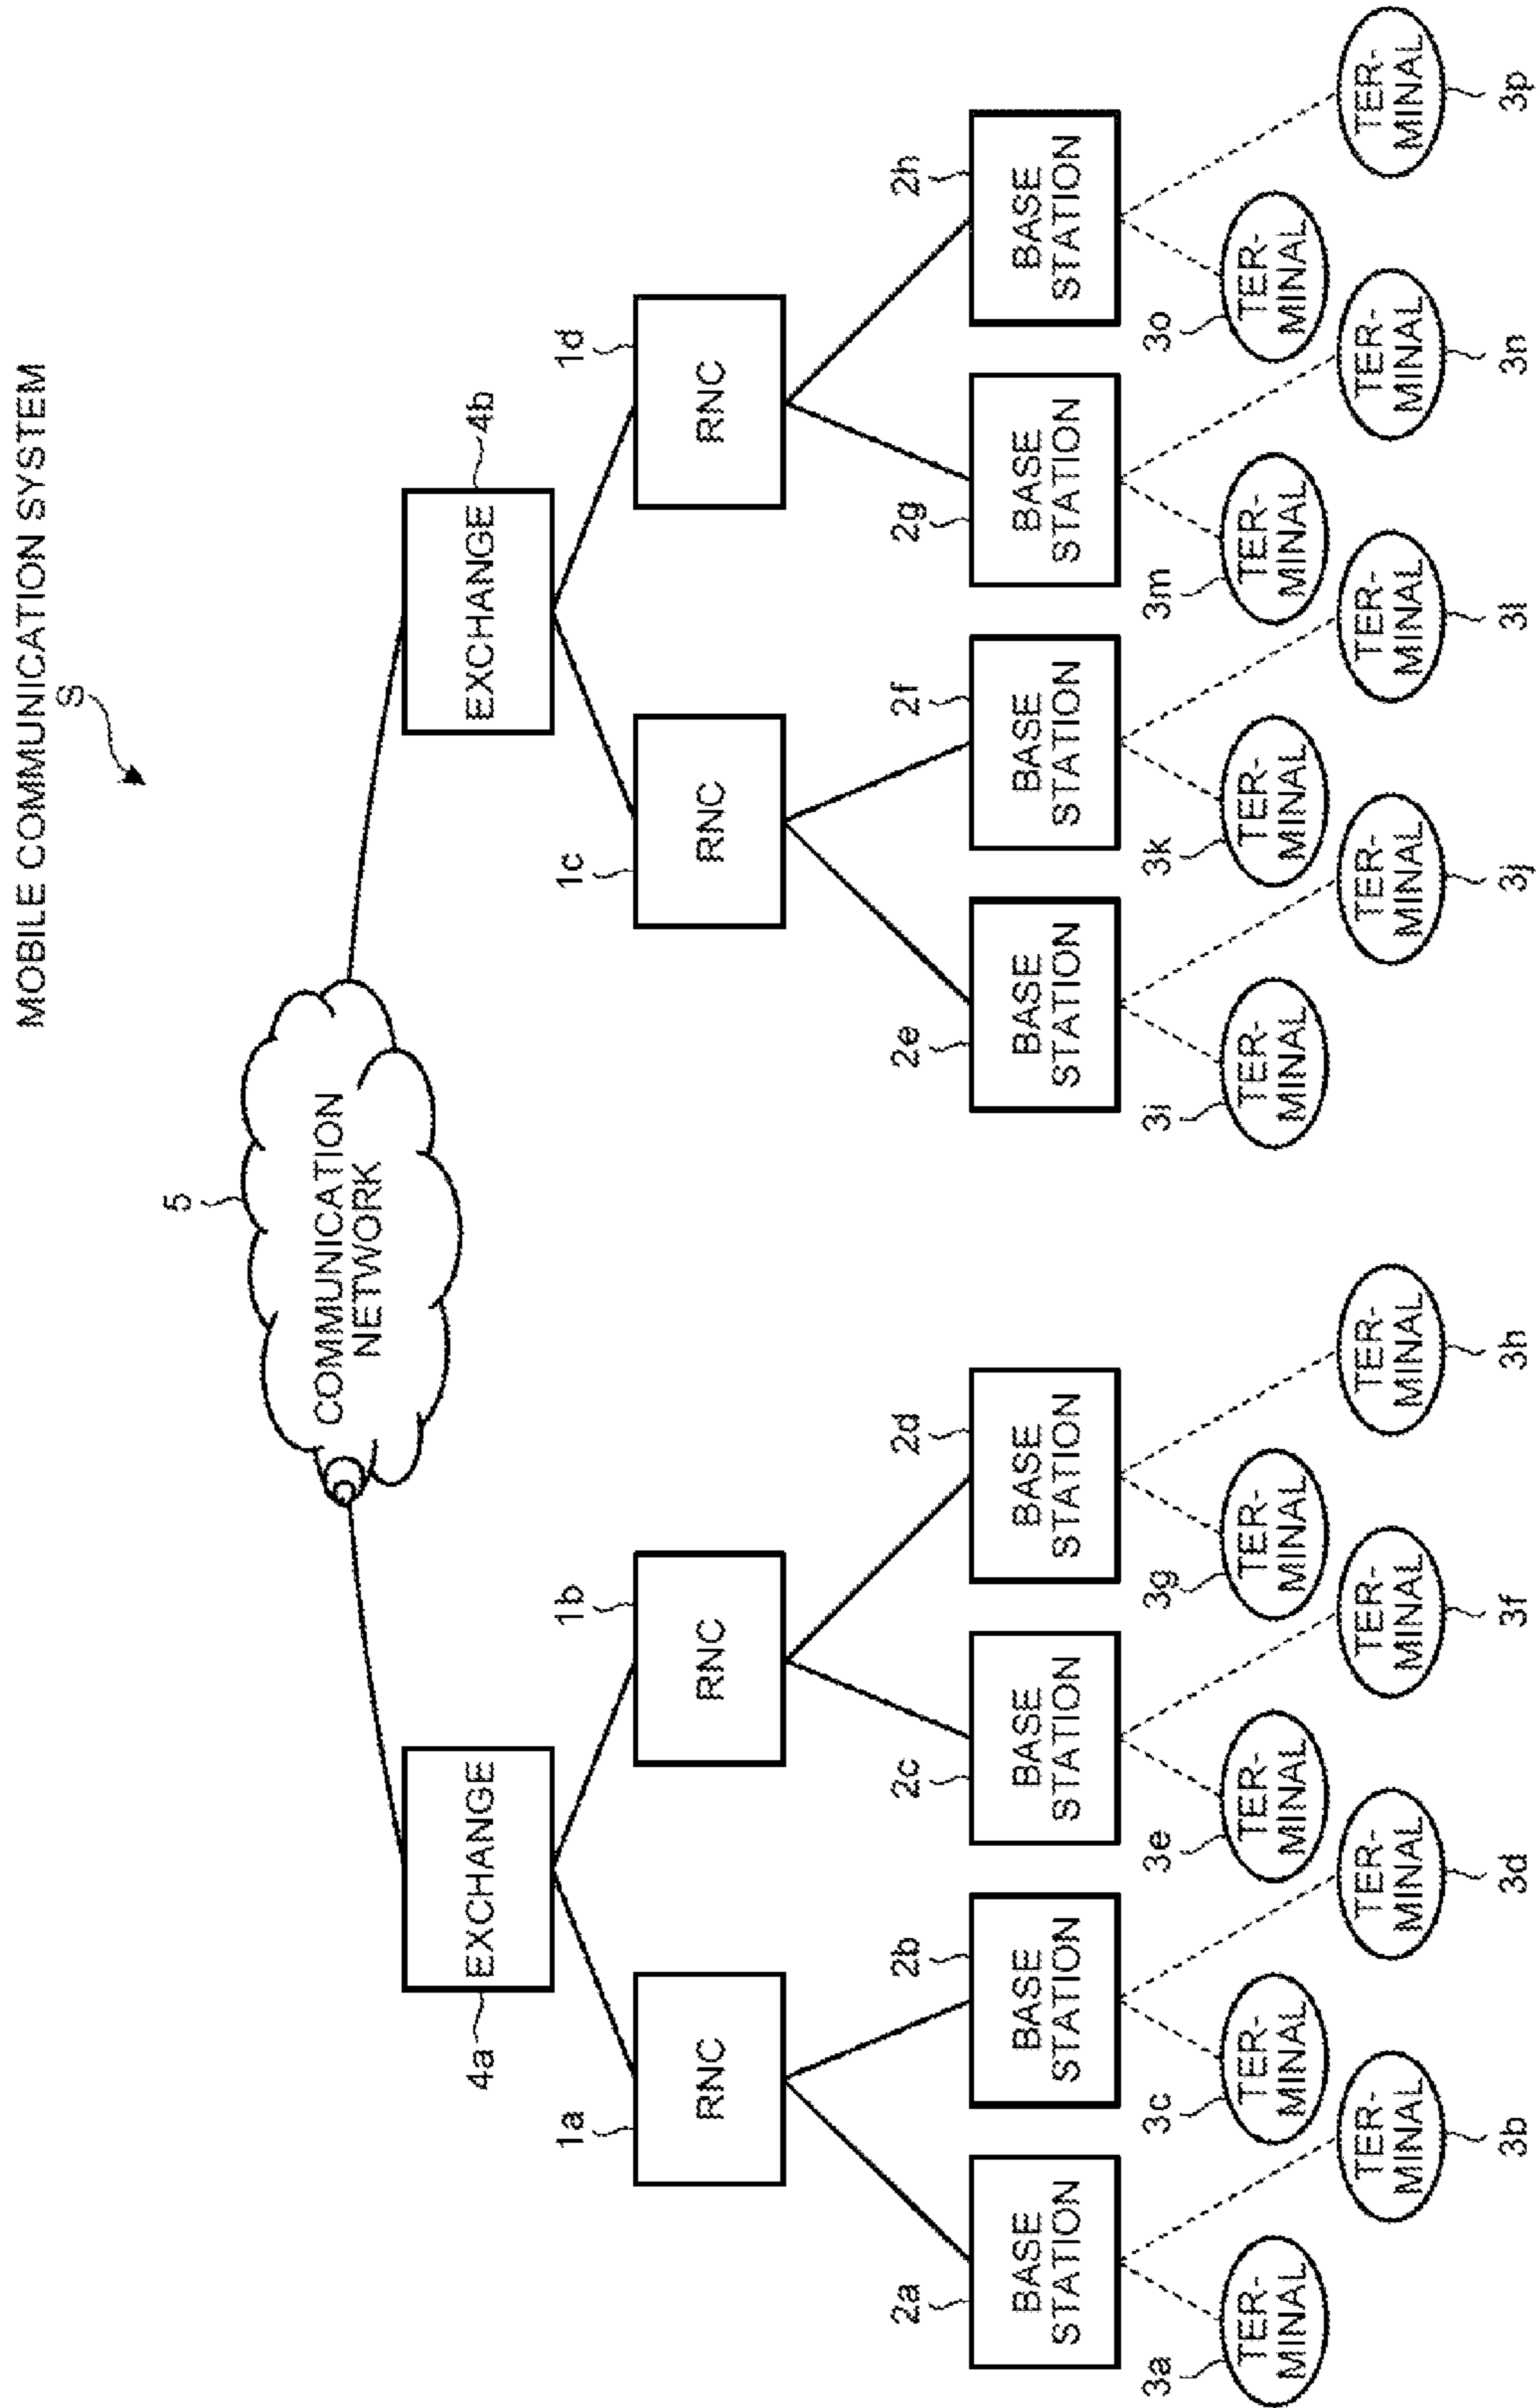 MOBILE COMMUNICATION SYSTEM
S
5
COMMUNICATION
NETWORK
4a
EXCHANGE
EXCHANGE
4b
1a
RNC
1b
RNC
1c
RNC
1d
RNC
2a
BASE
STATION
2b
BASE
STATION
2c
BASE
STATION
2d
BASE
STATION
2e
BASE
STATION
2f
BASE
STATION
2g
BASE
STATION
2h
BASE
STATION
3a
TER-
MINAL
3c
TER-
MINAL
3e
TER-
MINAL
3g
TER-
MINAL
3i
TER-
MINAL
3k
TER-
MINAL
3m
TER-
MINAL
3o
TER-
MINAL
TER-
MINAL
3b
TER-
MINAL
3d
TER-
MINAL
3f
TER-
MINAL
3h
TER-
MINAL
3j
TER-
MINAL
3l
TER-
MINAL
3n
TER-
MINAL
3p